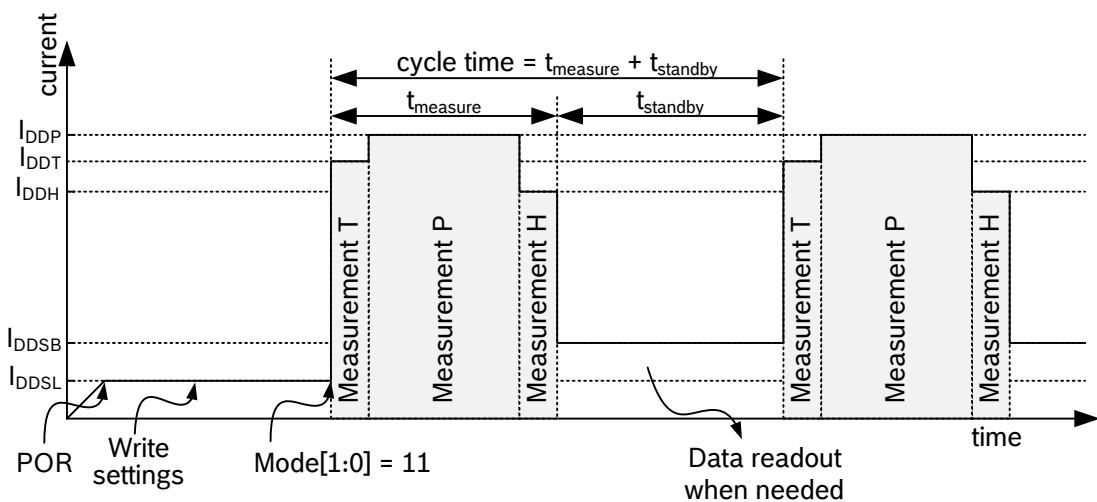 current
cycle time = tmeasure + tstandby
tmeasure
tstandby
IDDP
IDDT
IDDH
IDDSB
IDDSL
Measurement T
Measurement P
Measurement H
Measurement T
Measurement P
Measurement H
time
POR
Write
settings
Mode[1:0] = 11
Data readout
when needed